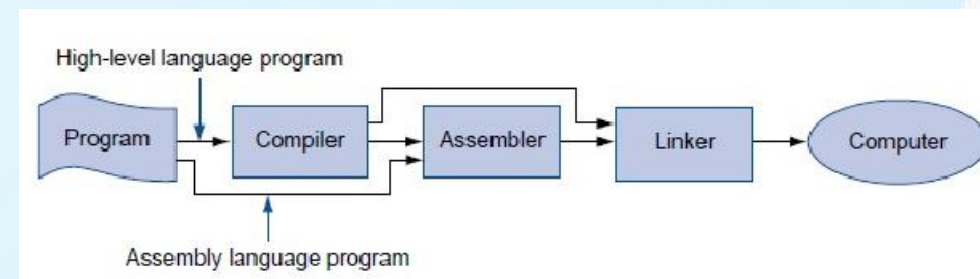 High-level language program
Program
Compiler
Assembler
Linker
Computer
Assembly language program